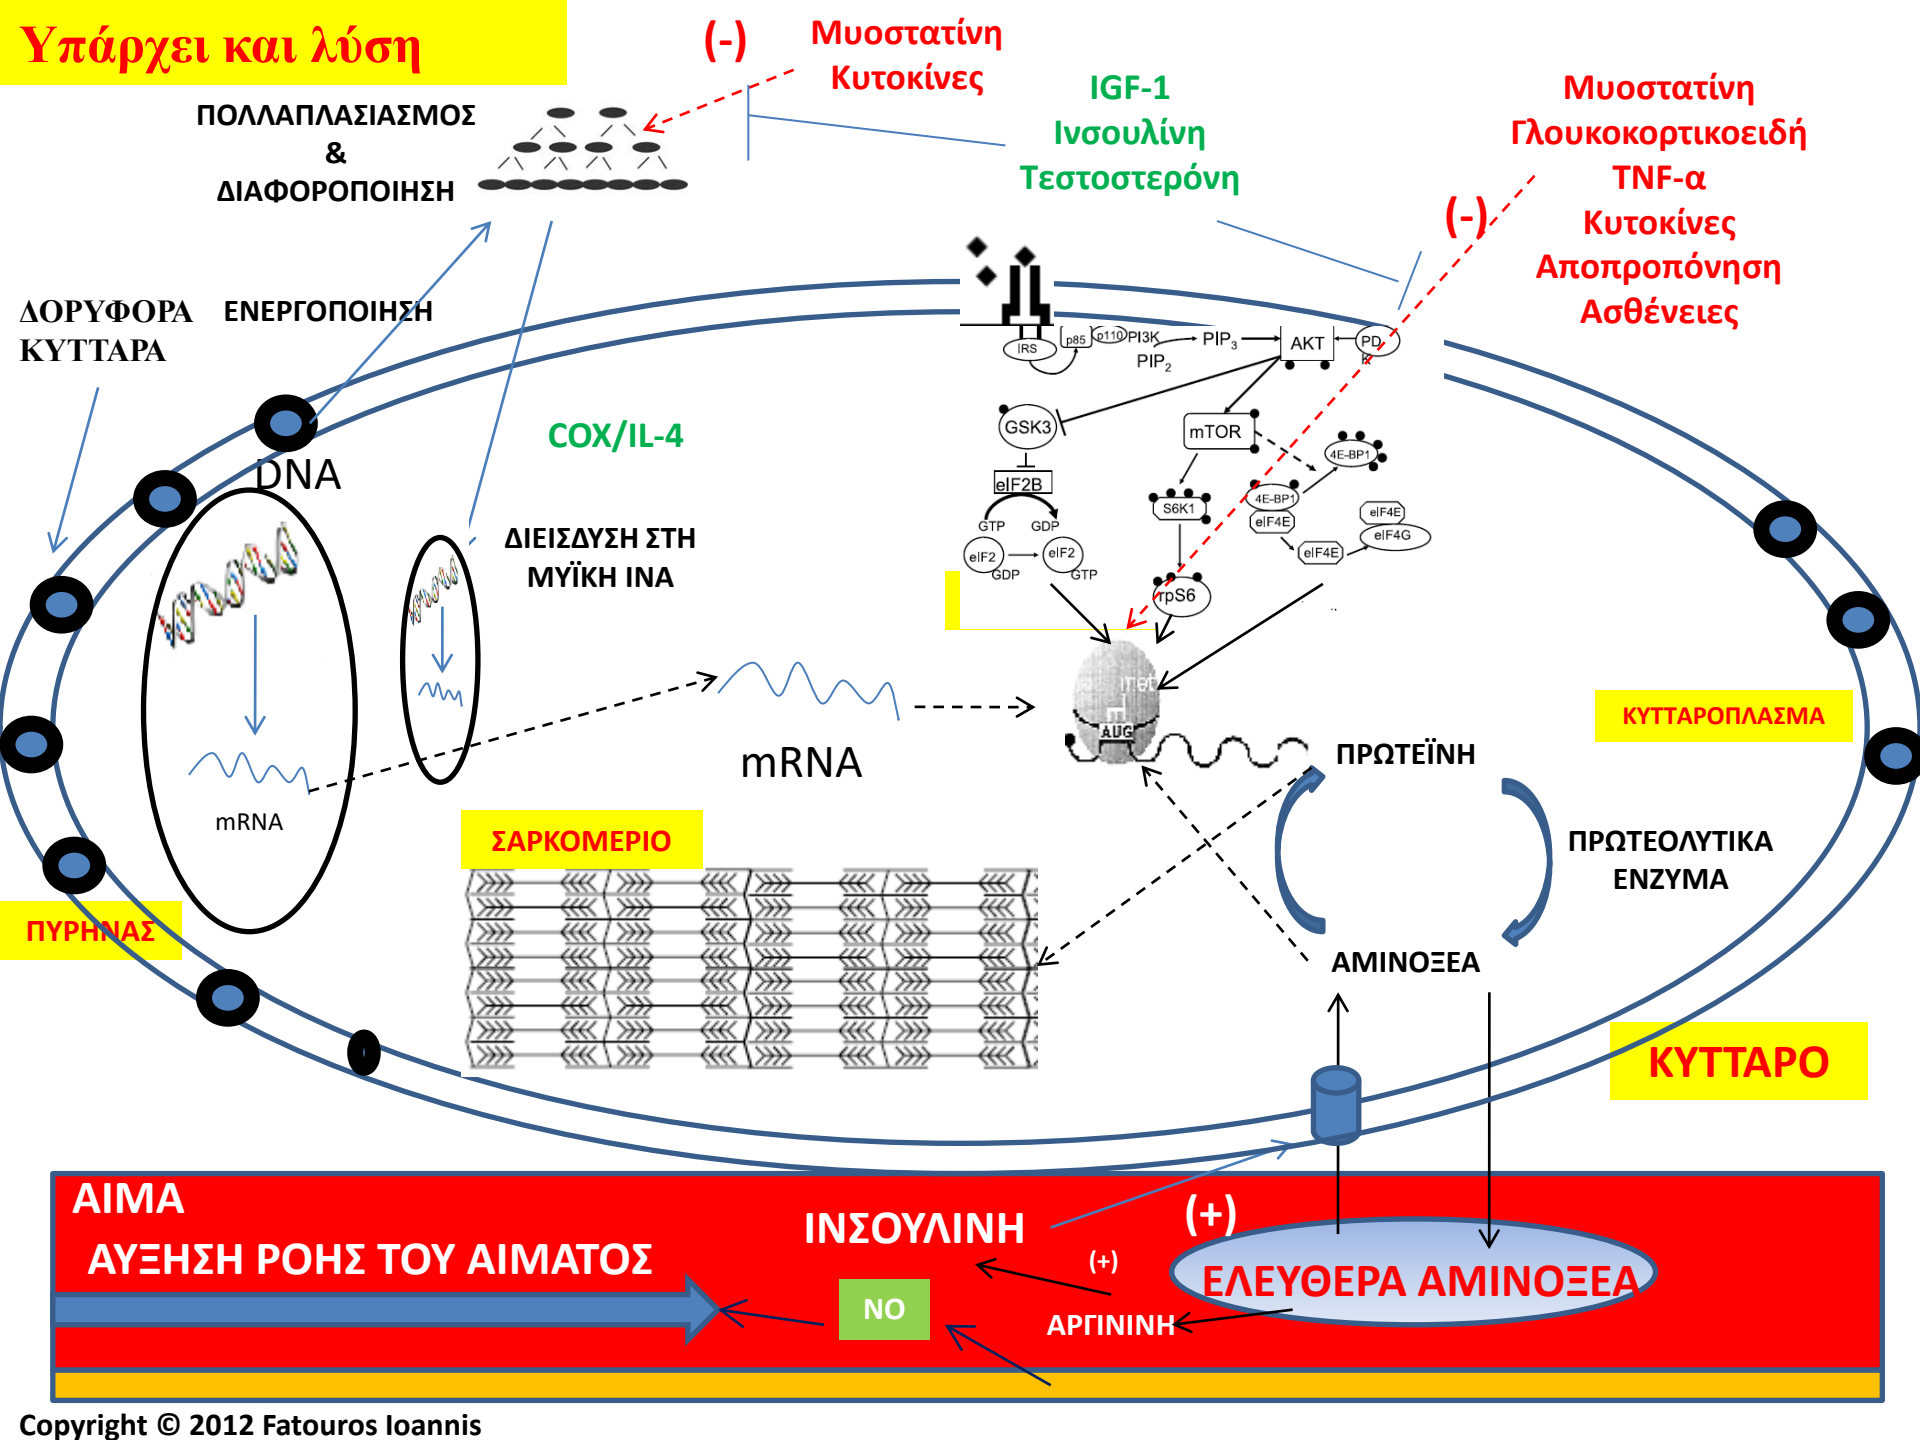 Υπάρχει και λύση
(-)
Μυοστατίνη
Κυτοκίνες
ΠΟΛΛΑΠΛΑΣΙΑΣΜΟΣ
&
ΔΙΑΦΟΡΟΠΟΙΗΣΗ
IGF-1
Ινσουλίνη
Τεστοστερόνη
Μυοστατίνη
Γλουκοκορτικοειδή
TNF-α
Κυτοκίνες
Αποπροπόνηση
Ασθένειες
(-)
ΔΟΡΥΦΟΡΑ
ΚΥΤΤΑΡΑ
ΕΝΕΡΓΟΠΟΙΗΣΗ
IRS
p85
p110
PI3K
PIP2
PIP3
AKT
PD
K
GSK3
mTOR
4E-BP1
eIF2B
S6K1
4E-BP1
eIF4E
eIF4E
eIF4G
GTP
GDP
eIF2
GDP
eIF2
GTP
eIF4E
rpS6
COX/IL-4
DNA
ΔΙΕΙΣΔΥΣΗ ΣΤΗ
ΜΥΪΚΗ ΙΝΑ
inet
AUG
mRNA
mRNA
ΚΥΤΤΑΡΟΠΛΑΣΜΑ
ΠΡΩΤΕΪΝΗ
ΠΡΩΤΕΟΛΥΤΙΚΑ
ΕΝΖΥΜΑ
ΑΜΙΝΟΞΕΑ
ΣΑΡΚΟΜΕΡΙΟ
ΠΥΡΗΝΑΣ
ΚΥΤΤΑΡΟ
ΑΙΜΑ
ΑΥΞΗΣΗ ΡΟΗΣ ΤΟΥ ΑΙΜΑΤΟΣ
ΙΝΣΟΥΛΙΝΗ
(+)
(+)
ΕΛΕΥΘΕΡΑ ΑΜΙΝΟΞΕΑ
NO
ΑΡΓΙΝΙΝΗ
Copyright © 2012 Fatouros Ioannis